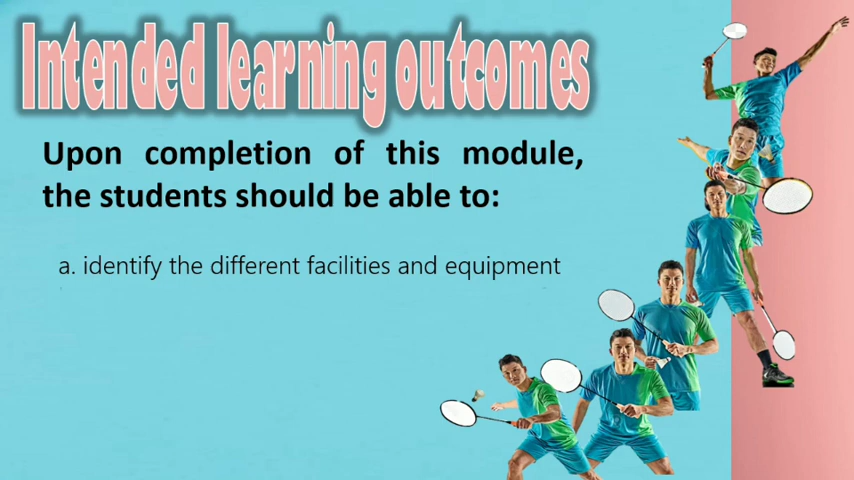 Intended learning outcomes
Upon completion of this module,
the students should be able to:
a. identify the different facilities and equipment